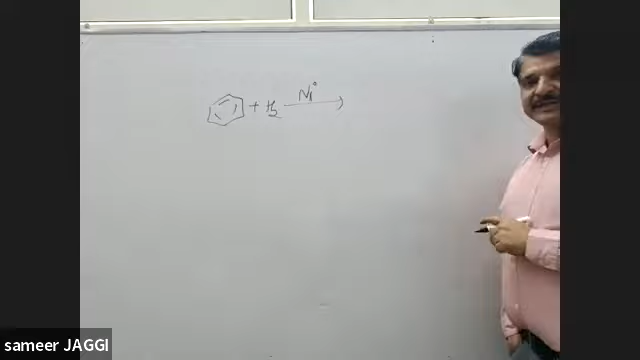 + H₂ Ni →
sameer JAGGI